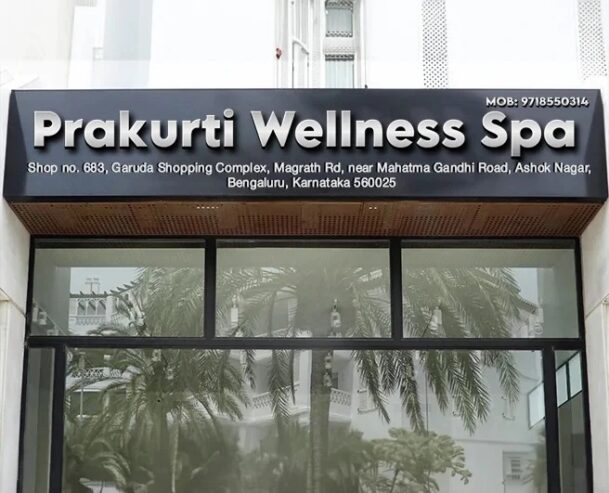 MOB: 9718550314
Prakurti Wellness Spa
Shop no. 683, Garuda Shopping Complex, Magrath Rd, near Mahatma Gandhi Road, Ashok Nagar,
Bengaluru, Karnataka 560025